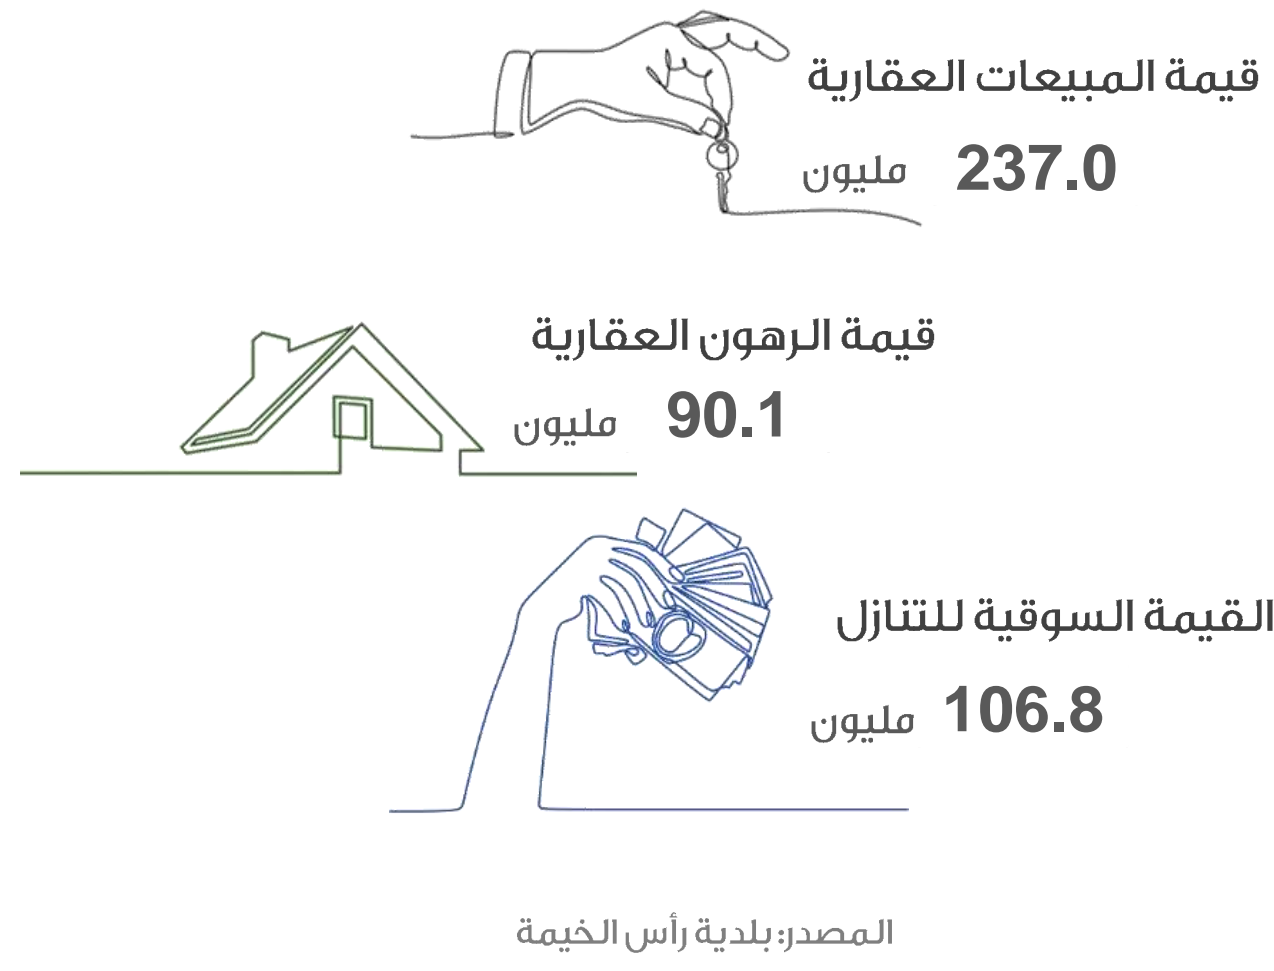 قيمة المبيعات العقارية
237.0 مليون
قيمة الرهون العقارية
90.1 مليون
القيمة السوقية للتنازل
106.8 مليون
المصدر: بلدية رأس الخيمة